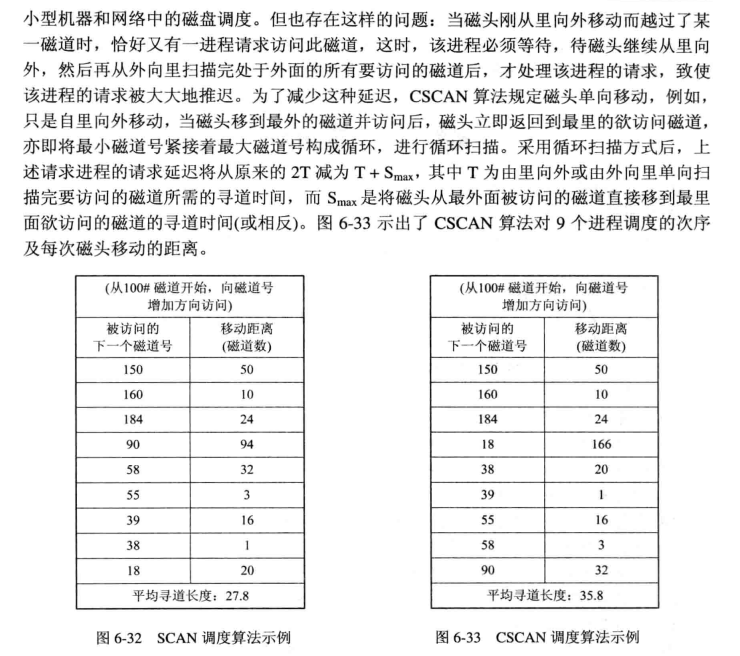 小型机器和网络中的磁盘调度。但也存在这样的问题：当磁头刚从里向外移动而越过了某
一磁道时，恰好又有一进程请求访问此磁道，这时，该进程必须等待，待磁头继续从里向
外，然后再从外向里扫描完处于外面的所有要访问的磁道后，才处理该进程的请求，致使
该进程的请求被大大地推迟。为了减少这种延迟，CSCAN 算法规定磁头单向移动，例如，
只是自里向外移动，当磁头移到最外的磁道并访问后，磁头立即返回到最里的欲访问磁道，
亦即将最小磁道号紧接着最大磁道号构成循环，进行循环扫描。采用循环扫描方式后，上
述请求进程的请求延迟将从原来的 2T 减为 T + Smax，其中 T 为由里向外或由外向里单向扫
描完要访问的磁道所需的寻道时间，而 Smax 是将磁头从最外面被访问的磁道直接移到最里
面欲访问的磁道的寻道时间(或相反)。图 6-33 示出了 CSCAN 算法对 9 个进程调度的次序
及每次磁头移动的距离。
(从100# 磁道开始，向磁道号
增加方向访问)
被访问的 移动距离
下一个磁道号 (磁道数)
150 50
160 10
184 24
90 94
58 32
55 3
39 16
38 1
18 20
平均寻道长度：27.8
图 6-32 SCAN 调度算法示例
(从100# 磁道开始，向磁道号
增加方向访问)
被访问的 移动距离
下一个磁道号 (磁道数)
150 50
160 10
184 24
18 166
38 20
39 1
55 16
58 3
90 32
平均寻道长度：35.8
图 6-33 CSCAN 调度算法示例